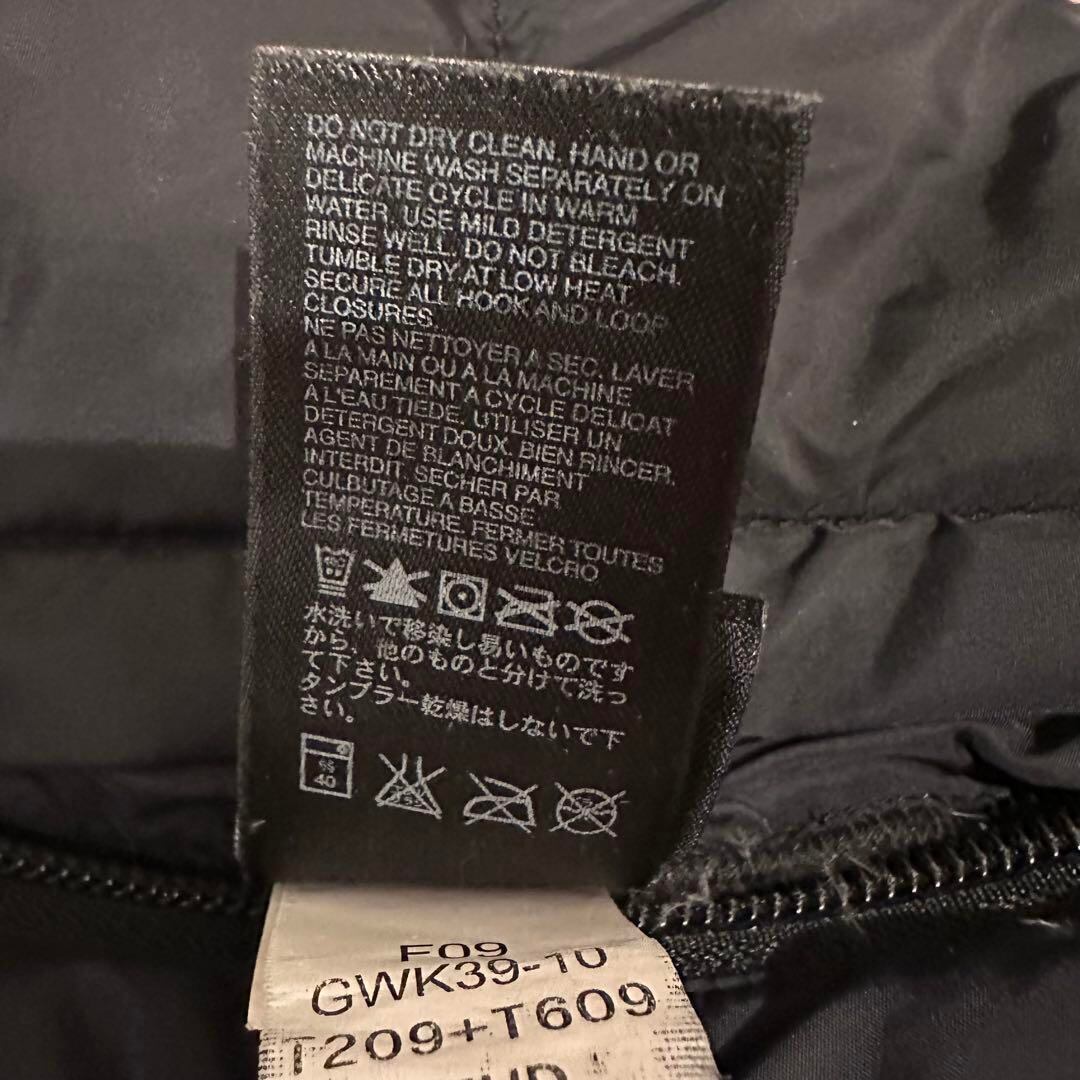 DO NOT DRY CLEAN. HAND OR
MACHINE WASH SEPARATELY ON
DELICATE CYCLE IN WARM
WATER. USE MILD DETERGENT
RINSE WELL. DO NOT BLEACH.
TUMBLE DRY AT LOW HEAT.
SECURE ALL HOOK AND LOOP
CLOSURES.
NE PAS NETTOYER A SEC. LAVER
A LA MAIN OU A LA MACHINE
SEPAREMENT A CYCLE DELICAT
A L'EAU TIEDE, UTILISER UN
DETERGENT DOUX. BIEN RINCER.
AGENT DE BLANCHIMENT
INTERDIT. SECHER PAR
CULBUTAGE A BASSE
TEMPERATURE. FERMER TOUTES
LES FERMETURES VELCRO
水洗いで移染し易いものです
から、他のものと分けて洗っ
て下さい。
タンブラー乾燥はしないで下
さい。
40
F09
GWK39-10
T209+T609